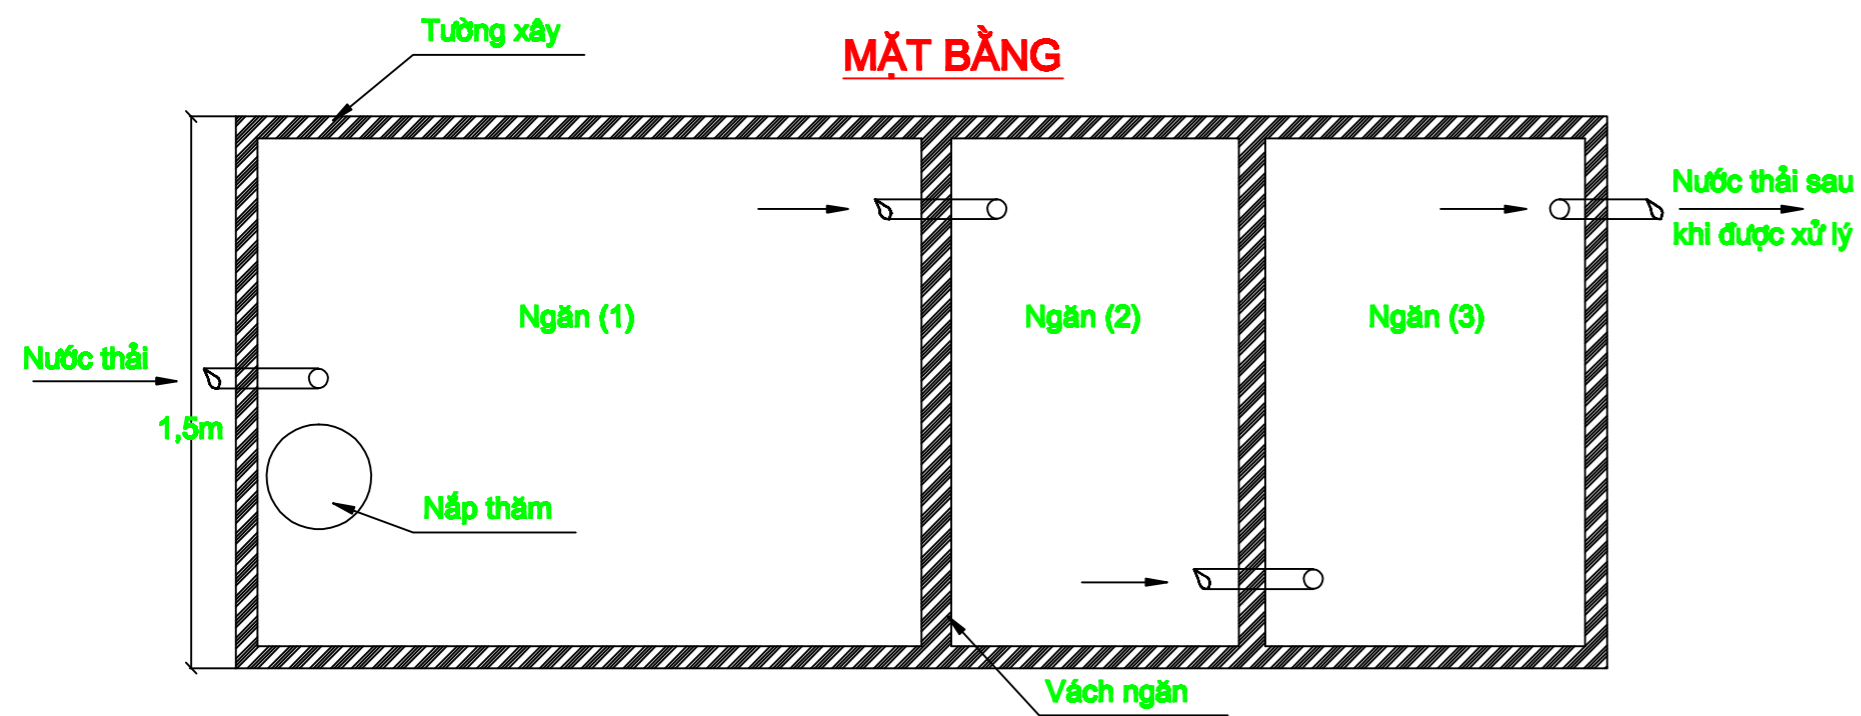 Tường xây
MẶT BẰNG
Nước thải sau
khi được xử lý
Ngăn (1)
Ngăn (2)
Ngăn (3)
Nước thải
1,5m
Nắp thăm
Vách ngăn